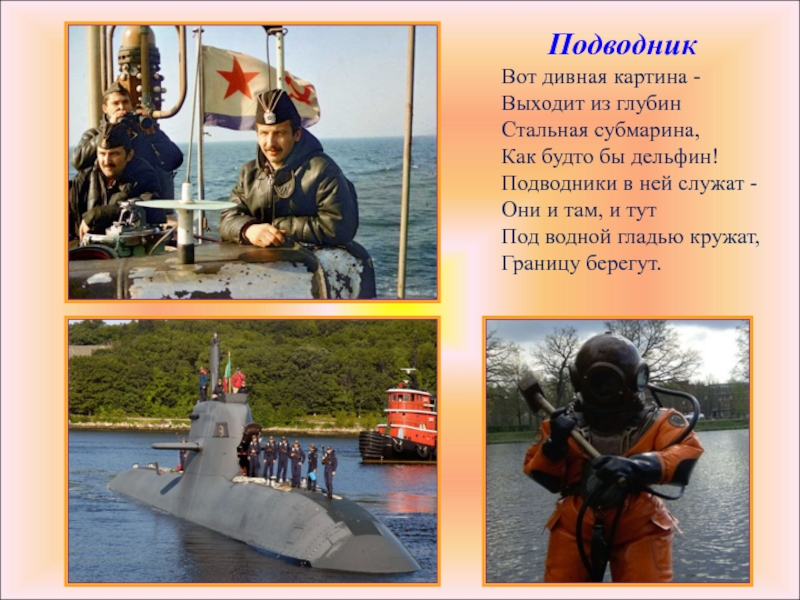 Подводник
Вот дивная картина -
Выходит из глубин
Стальная субмарина,
Как будто бы дельфин!
Подводники в ней служат -
Они и там, и тут
Под водной гладью кружат,
Границу берегут.